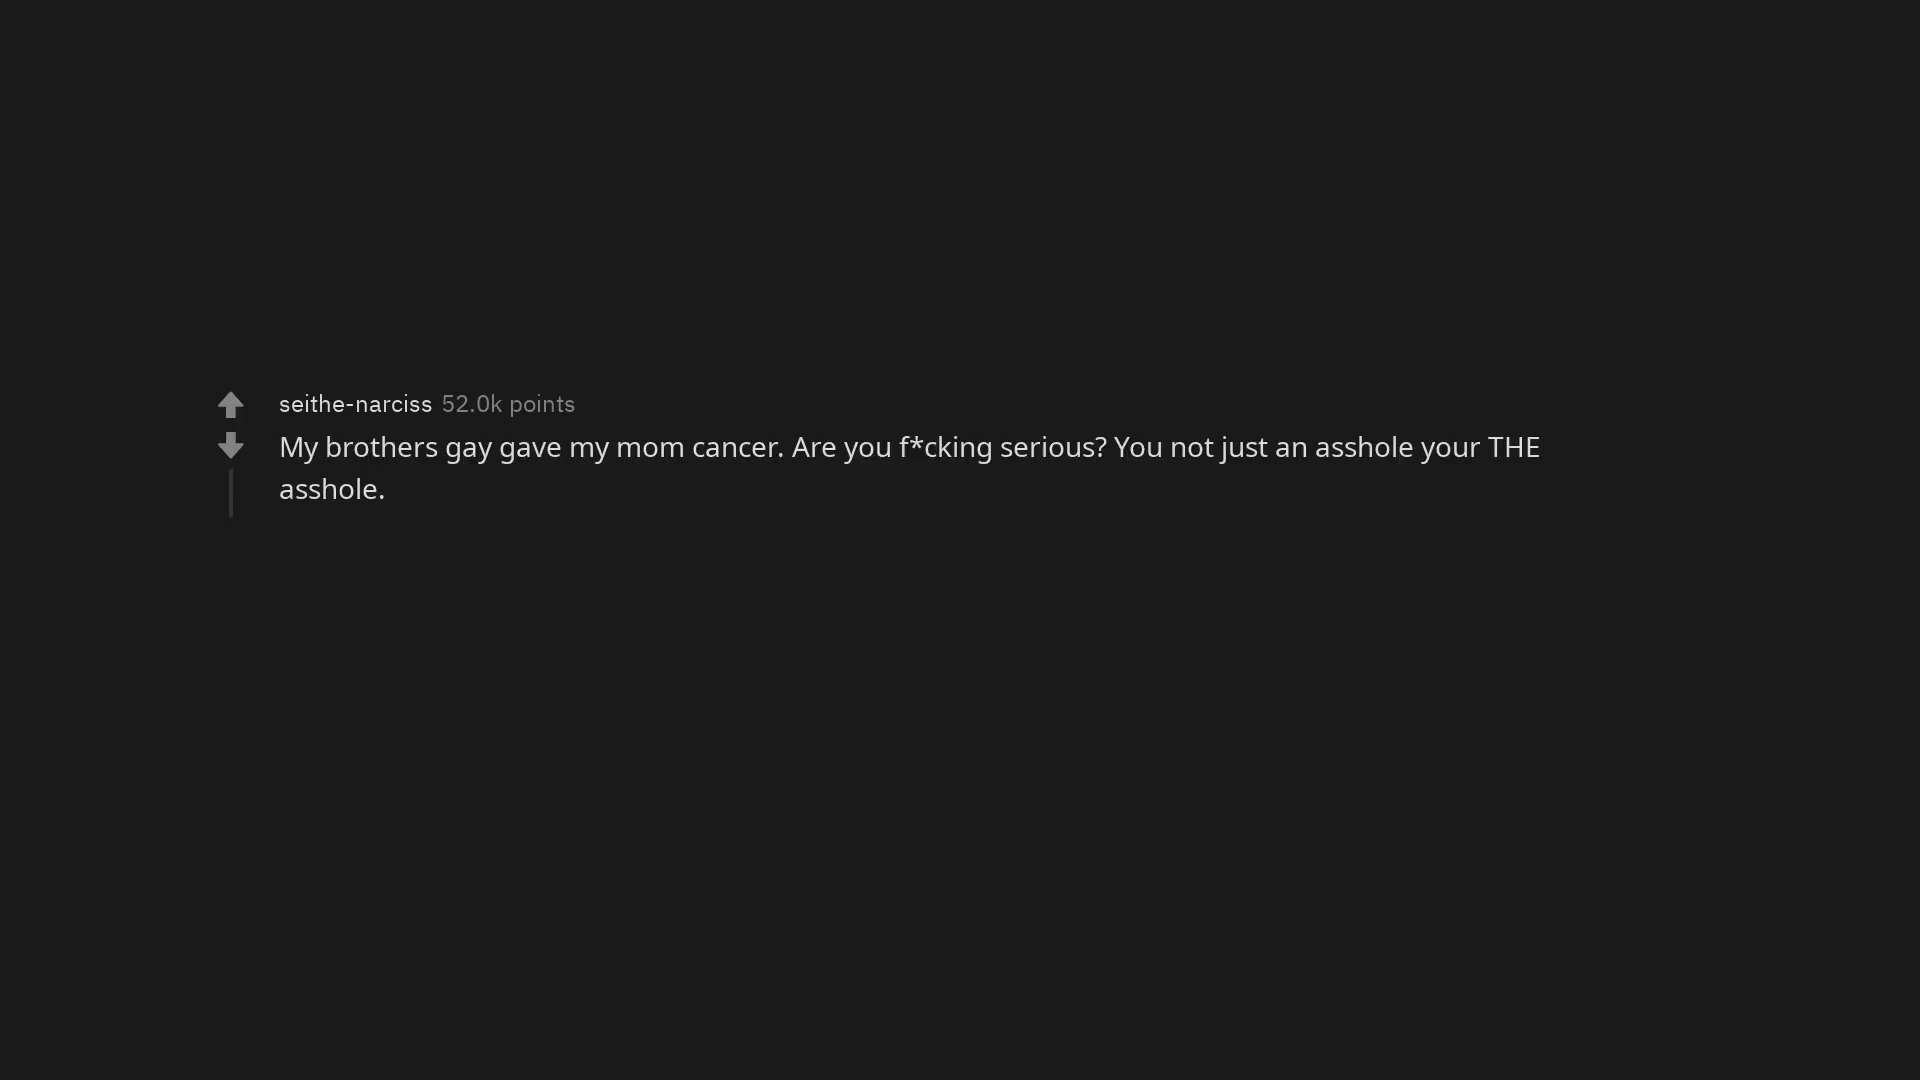 seithe-narciss 52.0k points
My brothers gay gave my mom cancer. Are you f*cking serious? You not just an asshole your THE
asshole.